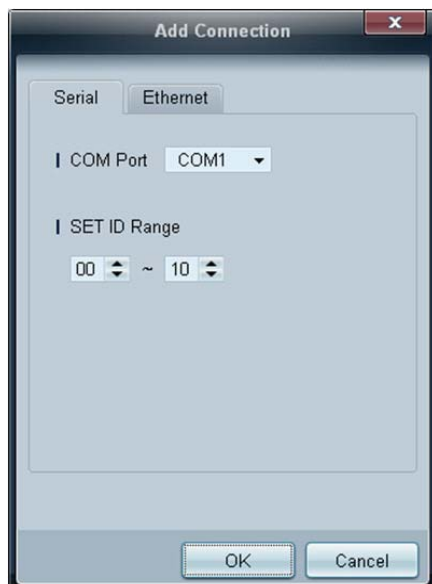 Add Connection
x
Serial Ethernet
COM Port COM1
SET ID Range
00 ~ 10
OK Cancel